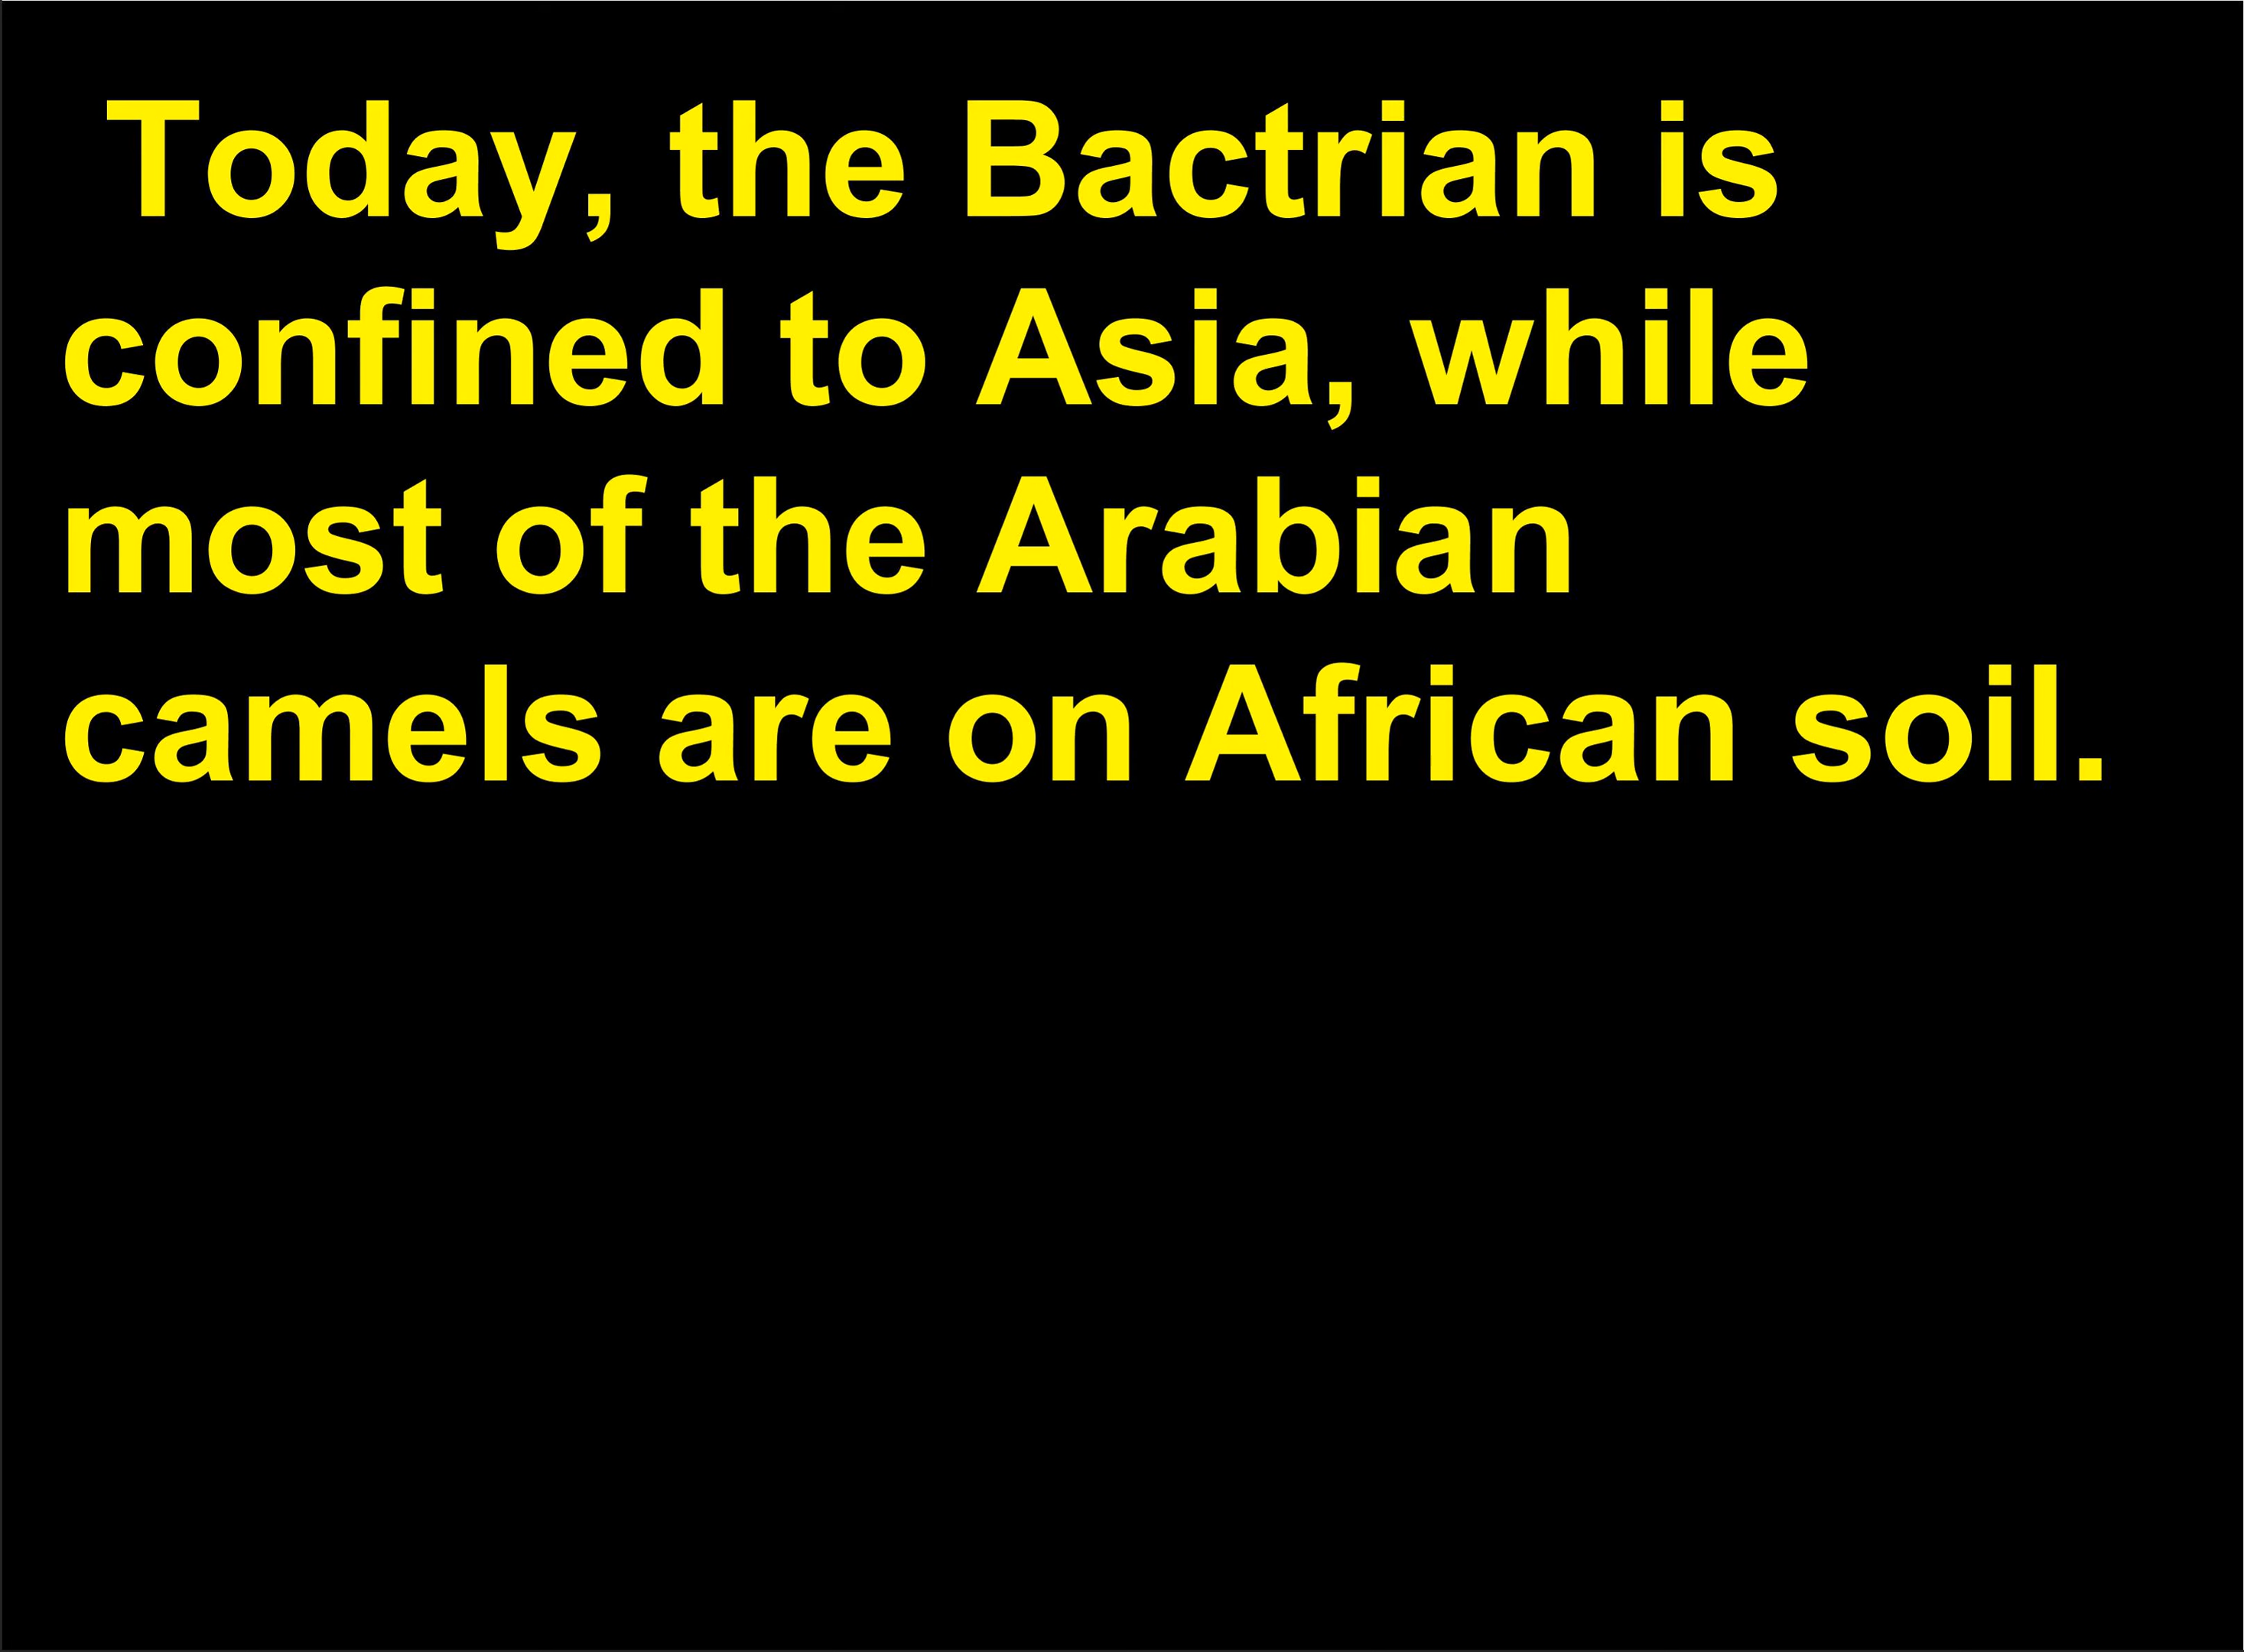 Today, the Bactrian is
confined to Asia, while
most of the Arabian
camels are on African soil.